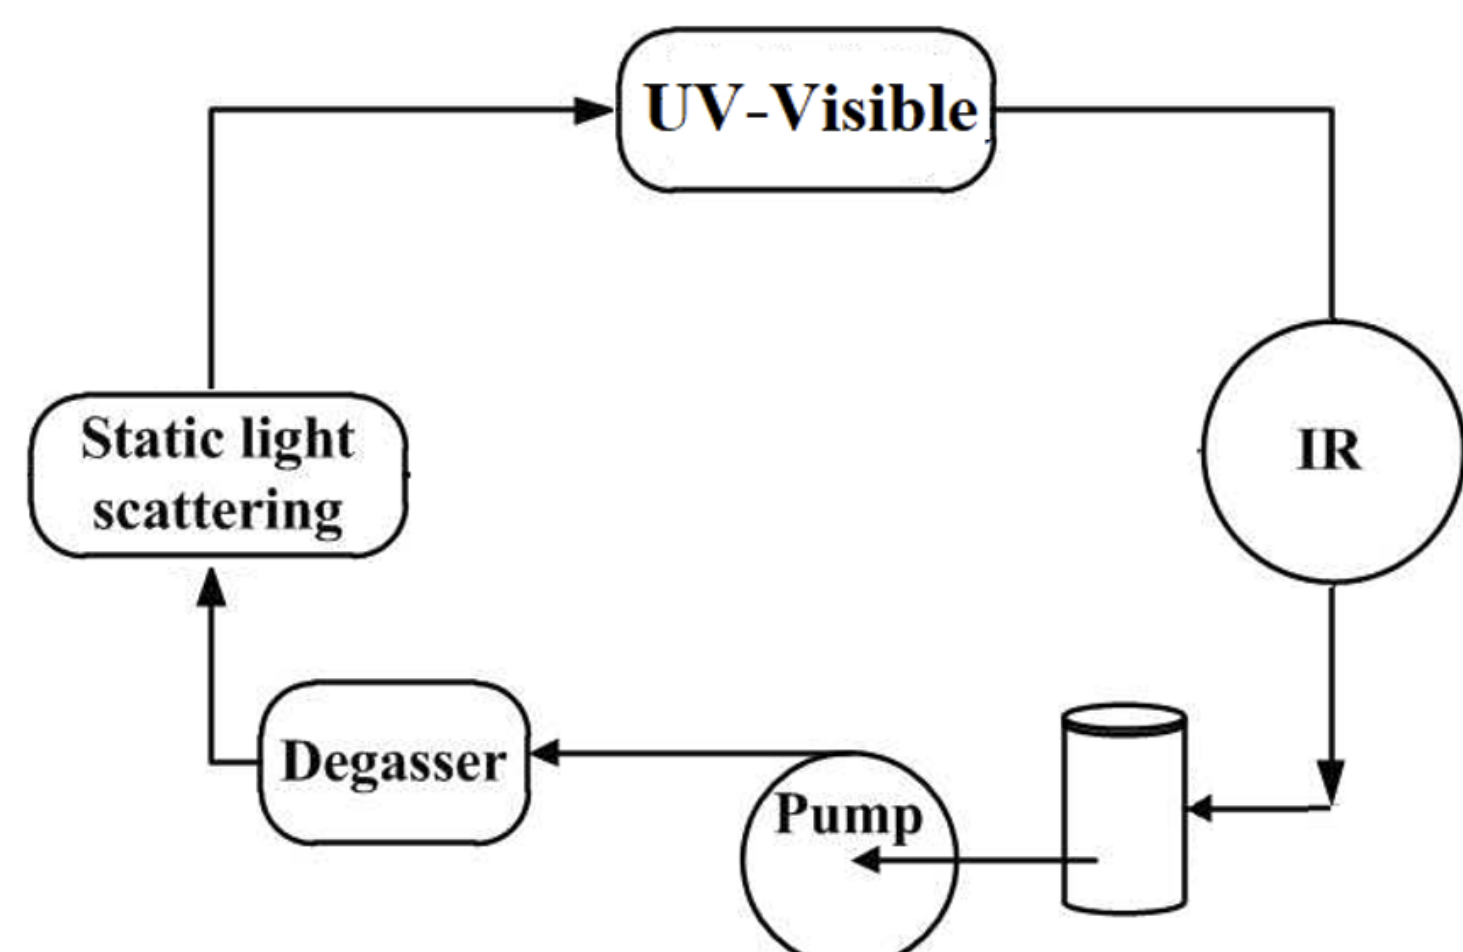 UV-Visible
Static light
scattering
IR
Degasser
Pump